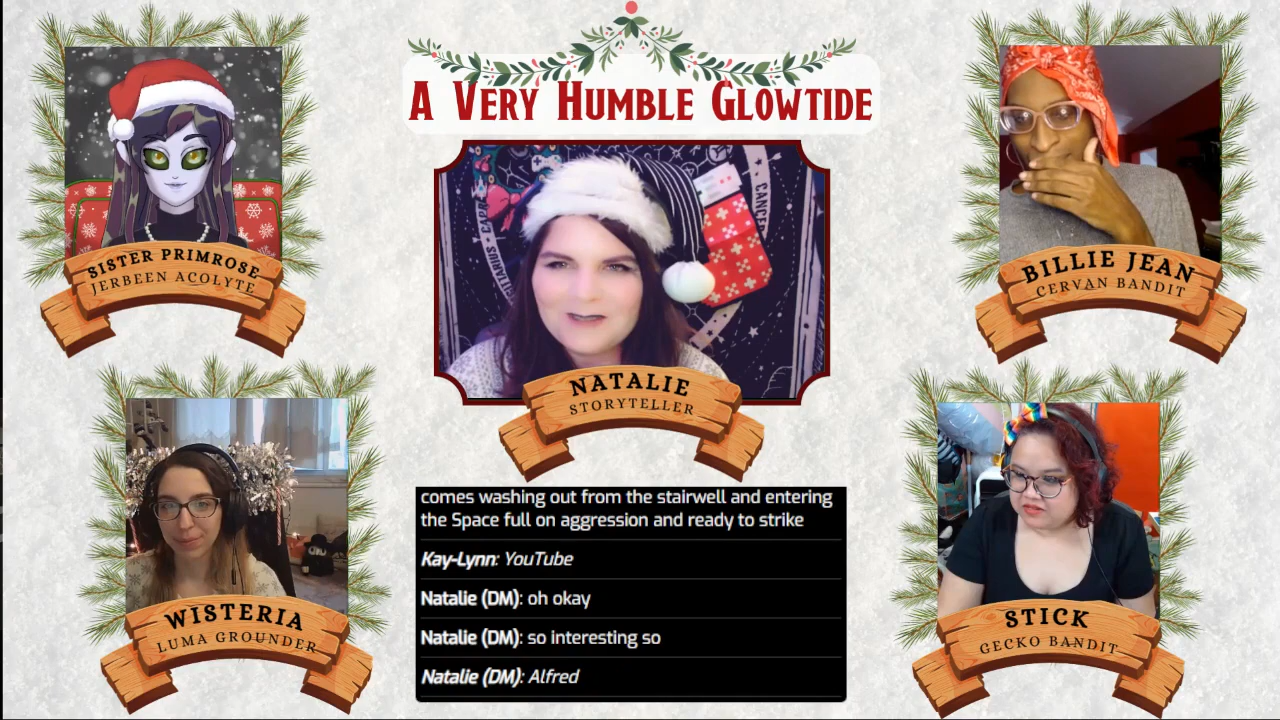 A VERY HUMBLE GLOWTIDE
SISTER PRIMROSE
JERBEEN ACOLYTE
CANCE
NATALIE
STORYTELLER
BILLIE JEAN
CERVAN BANDIT
WISTERIA
LUMA GROUNDER
comes washing out from the stairwell and entering
the Space full on aggression and ready to strike
Kay-Lynn: YouTube
Natalie (DM): oh okay
Natalie (DM): so interesting so
Natalie (DM): Alfred
STICK
GECKO BANDIT